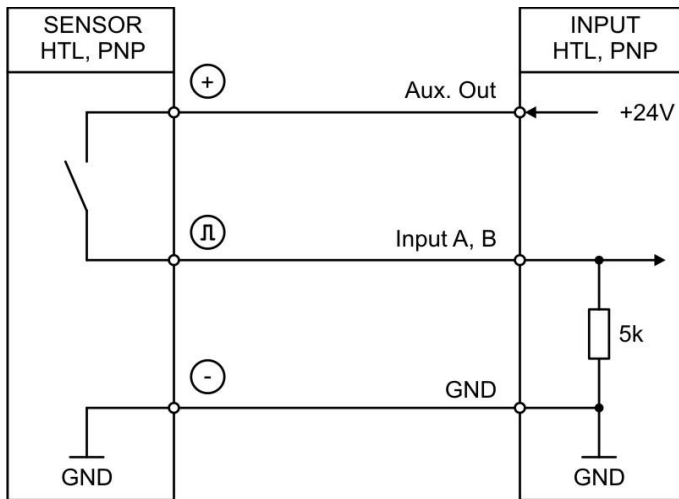 SENSOR
HTL, PNP
INPUT
HTL, PNP
+
Aux. Out
+24V
Input A, B
5k
-
GND
GND
GND